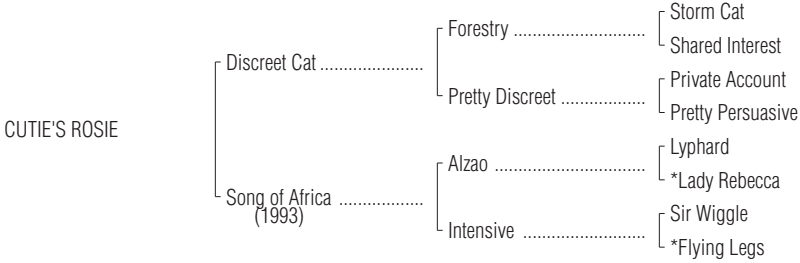 Storm Cat
Forestry ............................
Shared Interest
Discreet Cat ......................
Private Account
Pretty Discreet ..................
Pretty Persuasive
CUTIE'S ROSIE
Lyphard
Alzao ................................
*Lady Rebecca
Song of Africa ..................
(1993)
Sir Wiggle
Intensive ..........................
*Flying Legs